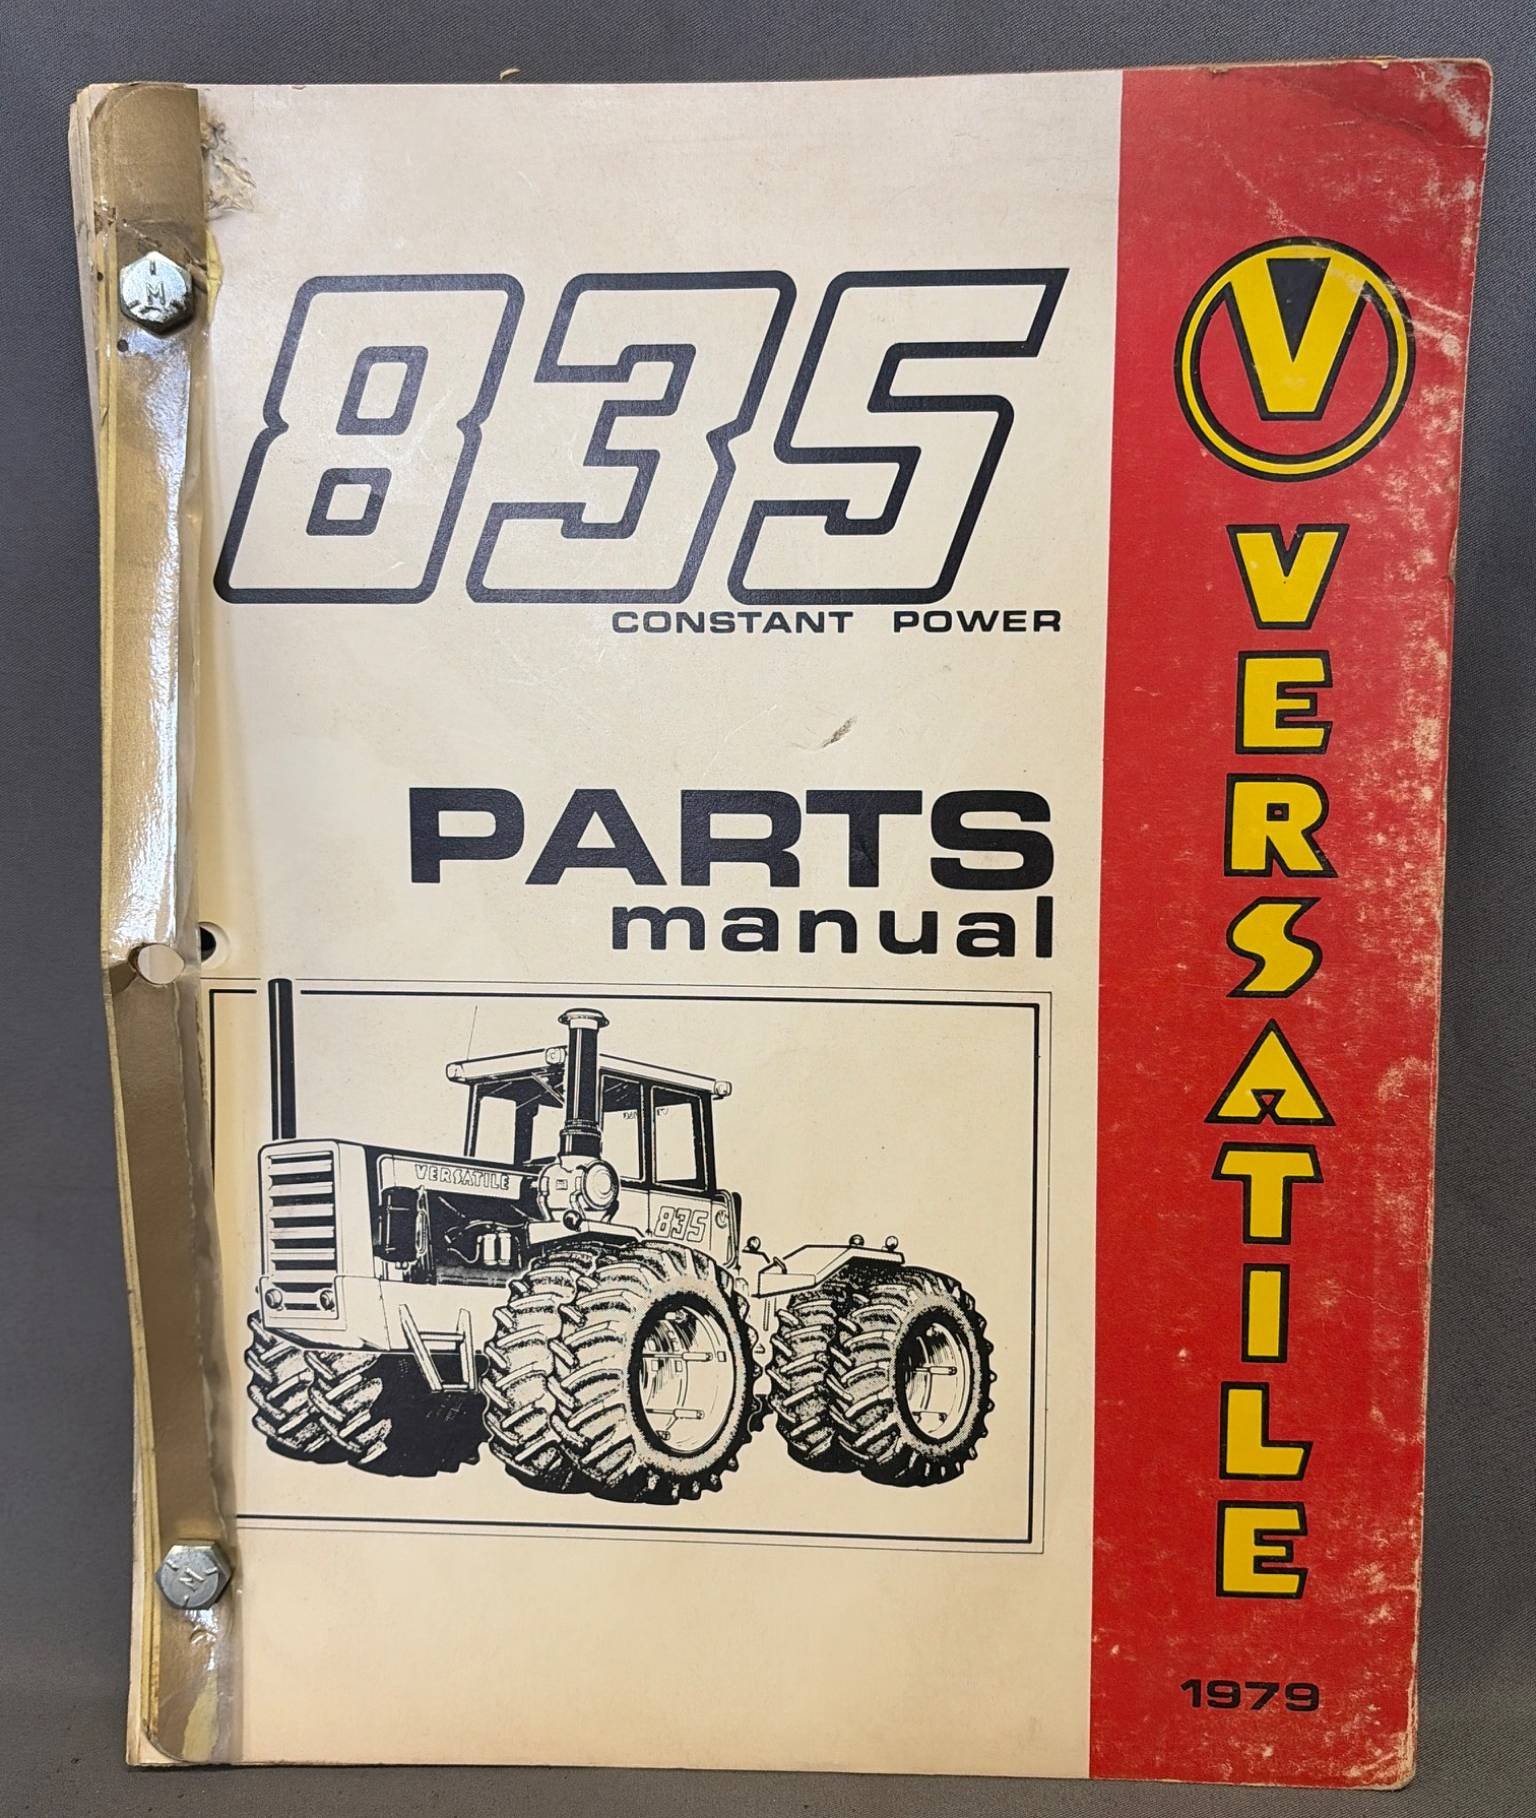 835
CONSTANT POWER
PARTS
manual
VERSATILE
835
V
VERSATILE
1979
M
M